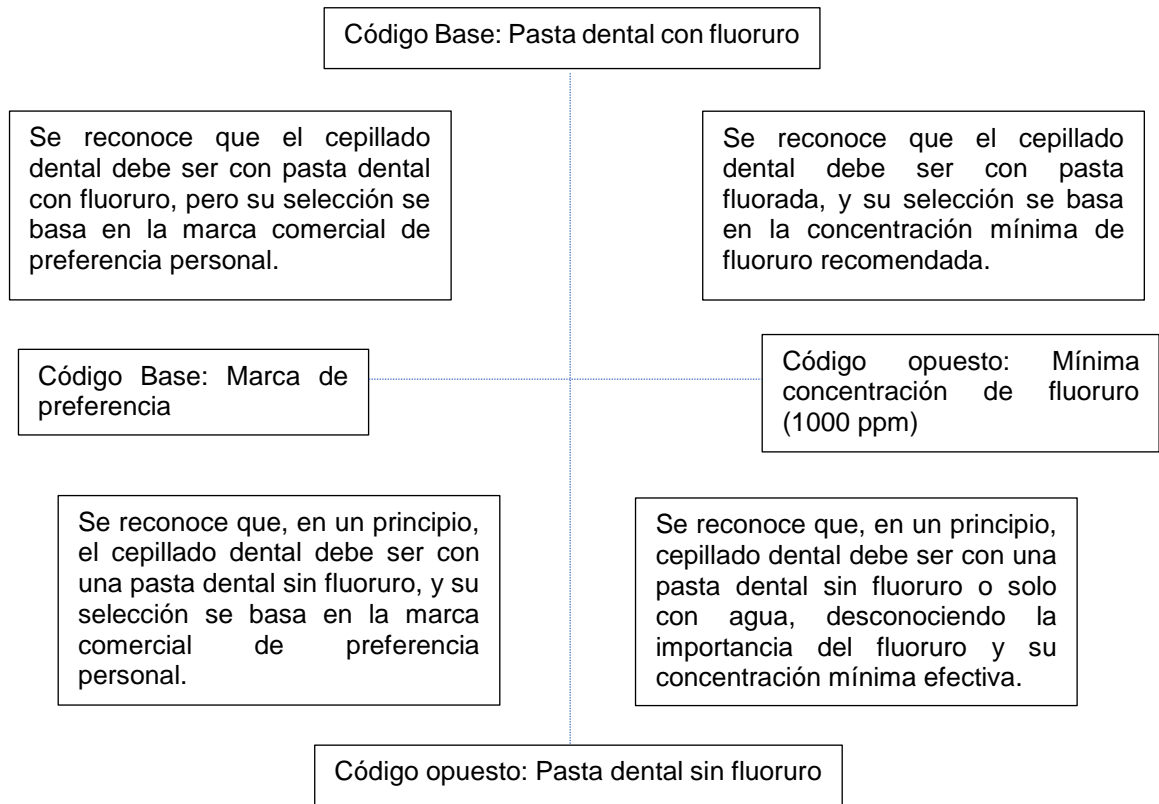 Código Base: Pasta dental con fluoruro
Se reconoce que el cepillado
dental debe ser con pasta dental
con fluoruro, pero su selección se
basa en la marca comercial de
preferencia personal.
Se reconoce que el cepillado
dental debe ser con pasta
fluorada, y su selección se basa
en la concentración mínima de
fluoruro recomendada.
Código Base: Marca de
preferencia
Código opuesto: Mínima
concentración de fluoruro
(1000 ppm)
Se reconoce que, en un principio,
el cepillado dental debe ser con
una pasta dental sin fluoruro, y su
selección se basa en la marca
comercial de preferencia
personal.
Se reconoce que, en un principio,
cepillado dental debe ser con una
pasta dental sin fluoruro o solo
con agua, desconociendo la
importancia del fluoruro y su
concentración mínima efectiva.
Código opuesto: Pasta dental sin fluoruro